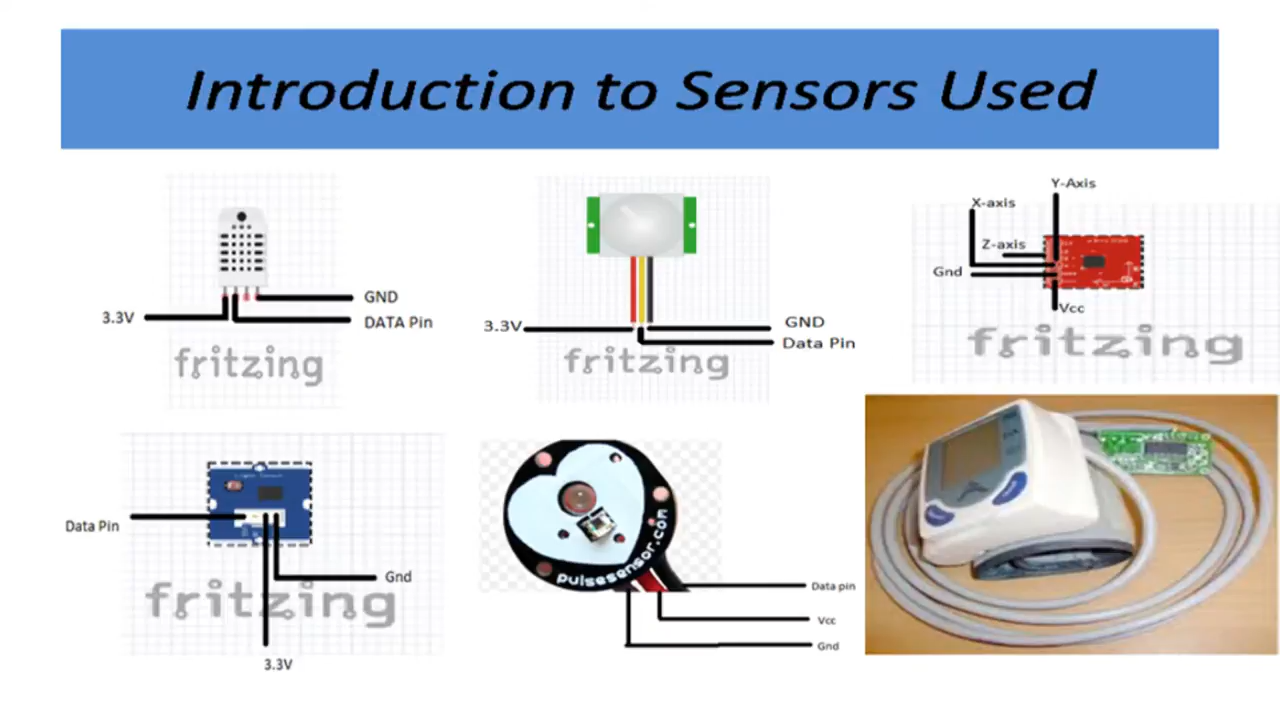 Introduction to Sensors Used
GND
3.3V
DATA Pin
fritzing
3.3V
GND
Data Pin
fritzing
Y-Axis
X-axis
Z-axis
Gnd
Vcc
fritzing
Data Pin
Gnd
fritzing
3.3V
pulsesensor.com
Data pin
Vcc
Gnd